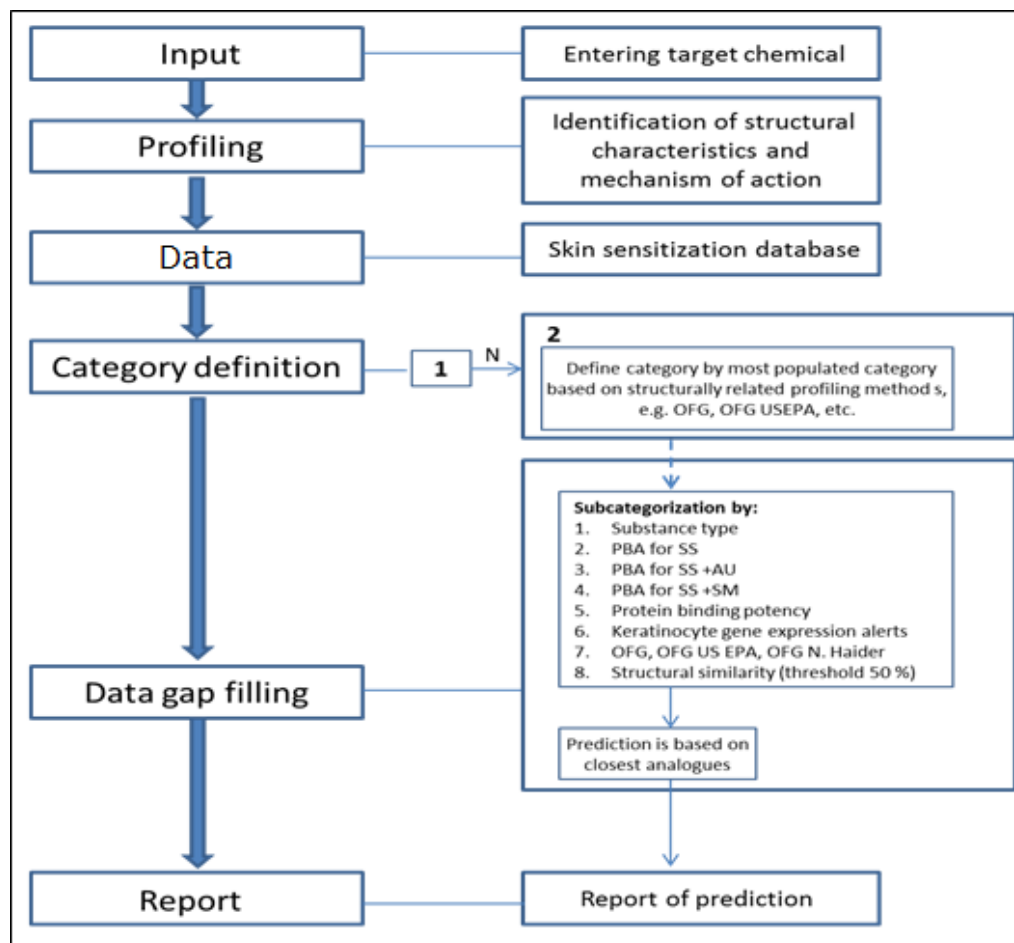 Input
Entering target chemical
Profiling
Identification of structural
characteristics and
mechanism of action
Data
Skin sensitization database
Category definition
1
N
2
Define category by most populated category
based on structurally related profiling method s,
e.g. OFG, OFG USEPA, etc.
Subcategorization by:
1. Substance type
2. PBA for SS
3. PBA for SS +AU
4. PBA for SS +SM
5. Protein binding potency
6. Keratinocyte gene expression alerts
7. OFG, OFG US EPA, OFG N. Haider
8. Structural similarity (threshold 50 %)
Data gap filling
Prediction is based on
closest analogues
Report
Report of prediction